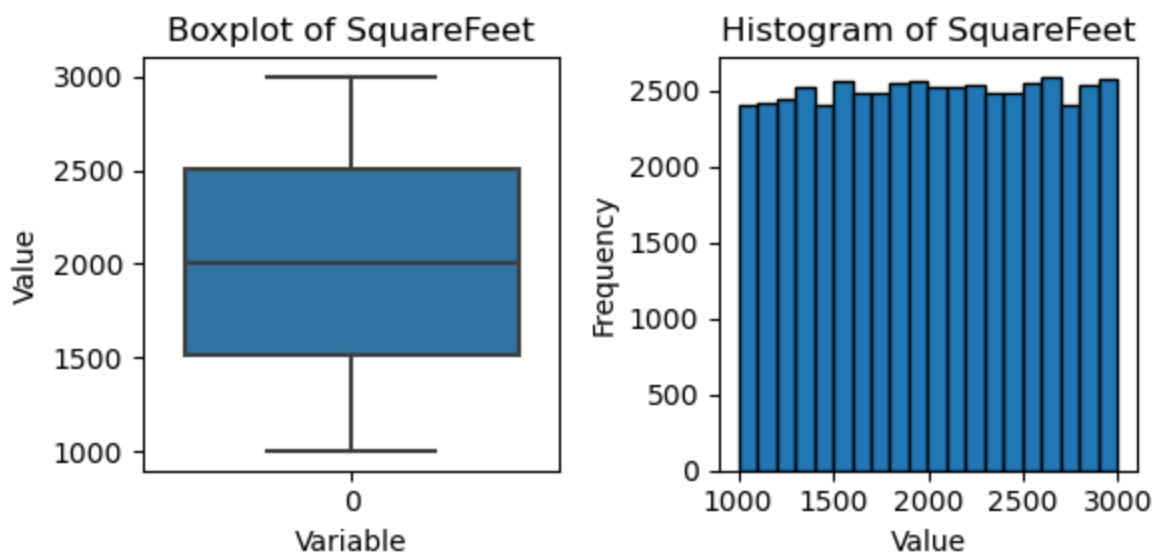 Boxplot of SquareFeet
3000
2500
2000
1500
1000
Value
0
Variable
Histogram of SquareFeet
2500
2000
1500
1000
500
0
Frequency
1000 1500 2000 2500 3000
Value